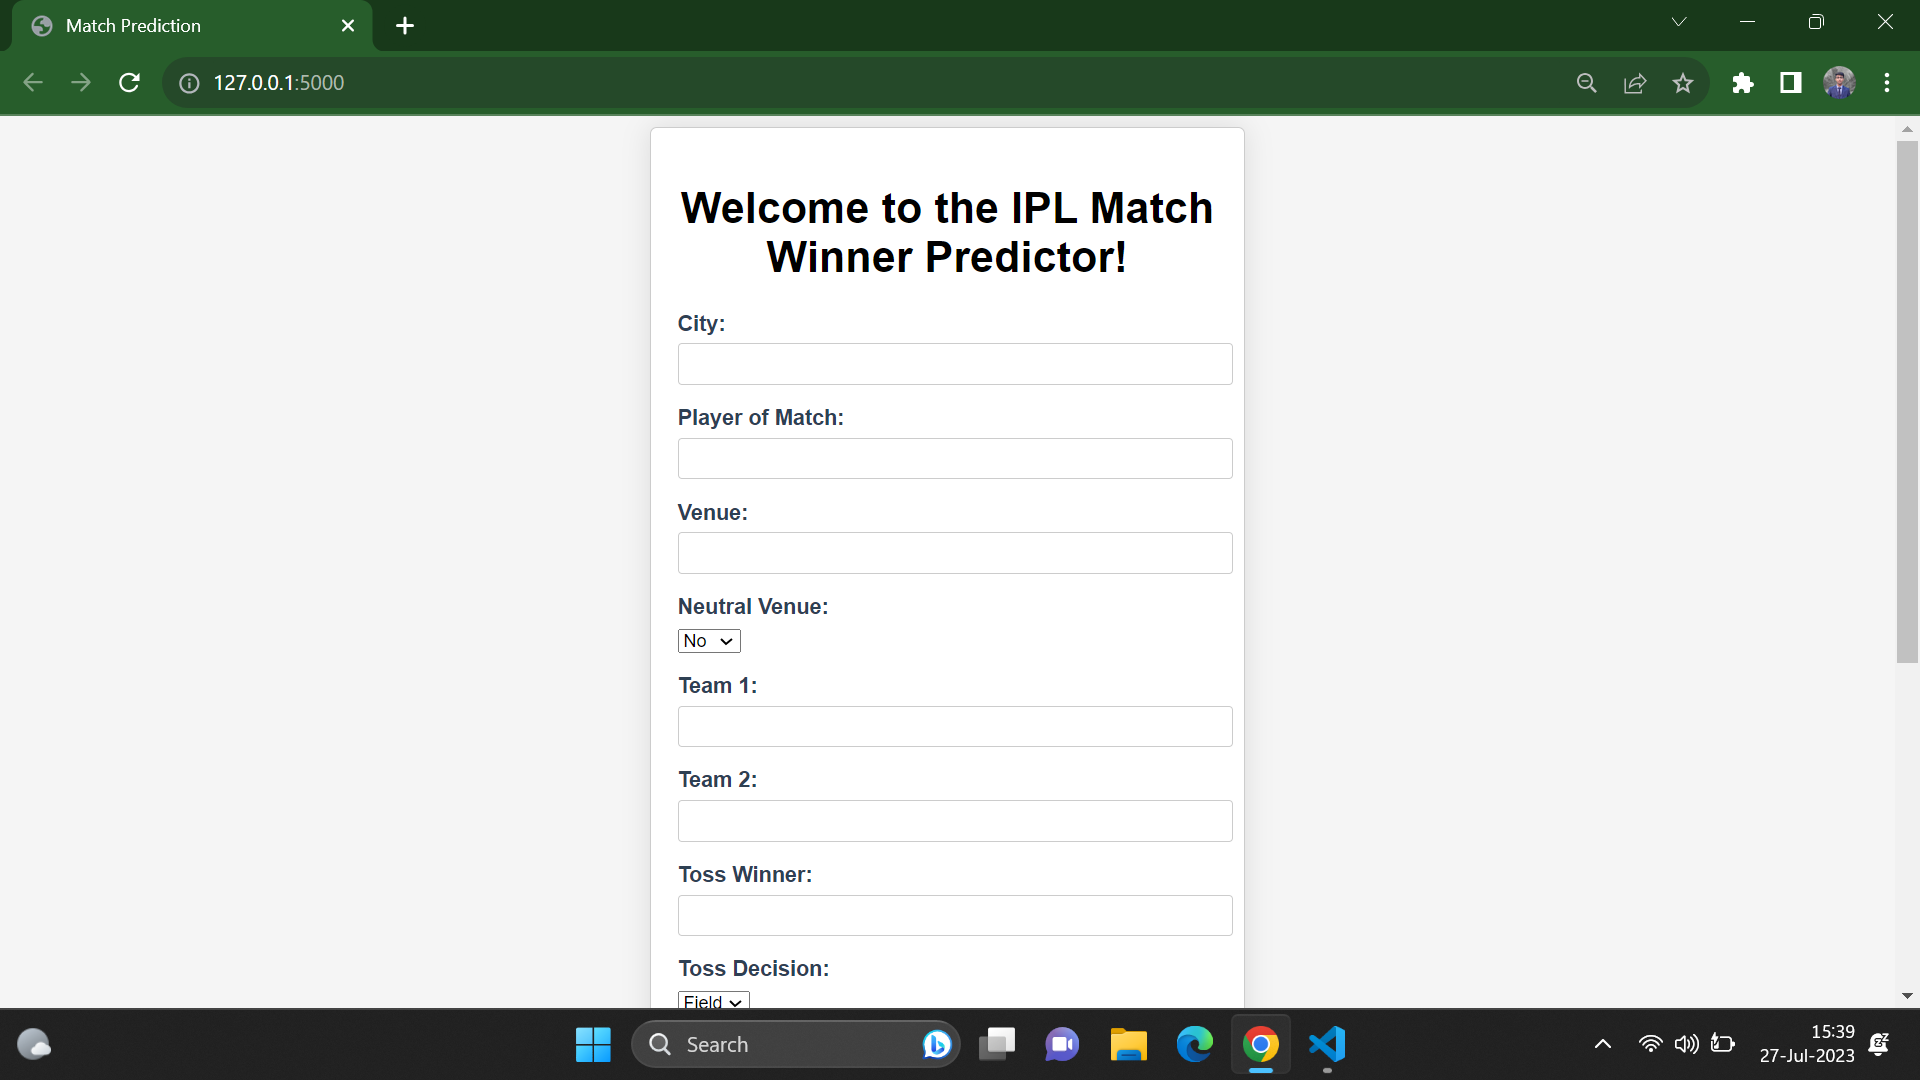 Match Prediction
127.0.0.1:5000
Welcome to the IPL Match
Winner Predictor!
City:
Player of Match:
Venue:
Neutral Venue:
No
Team 1:
Team 2:
Toss Winner:
Toss Decision:
Field
Search
15:39
27-Jul-2023